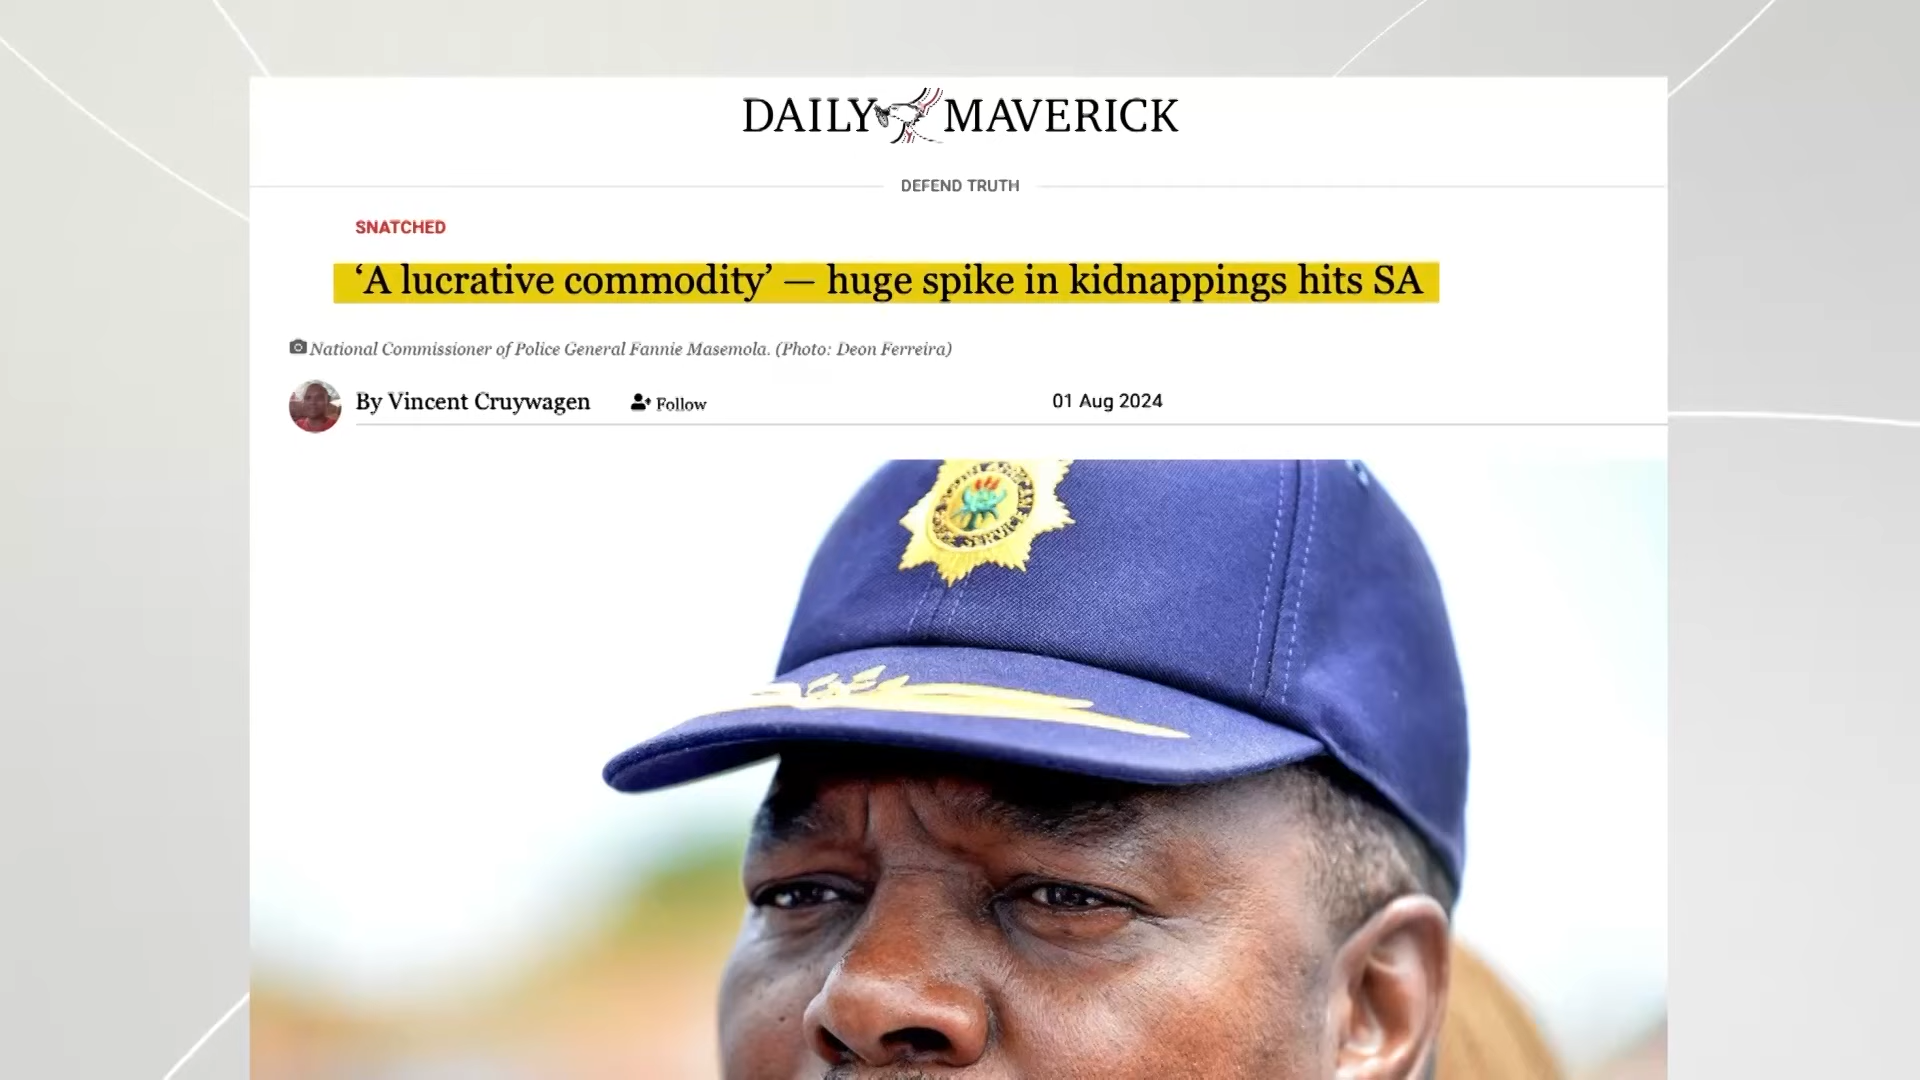 DAILY MAVERICK
DEFEND TRUTH
SNATCHED
‘A lucrative commodity’ — huge spike in kidnappings hits SA
National Commissioner of Police General Fannie Masemola. (Photo: Deon Ferreira)
By Vincent Cruywagen Follow 01 Aug 2024